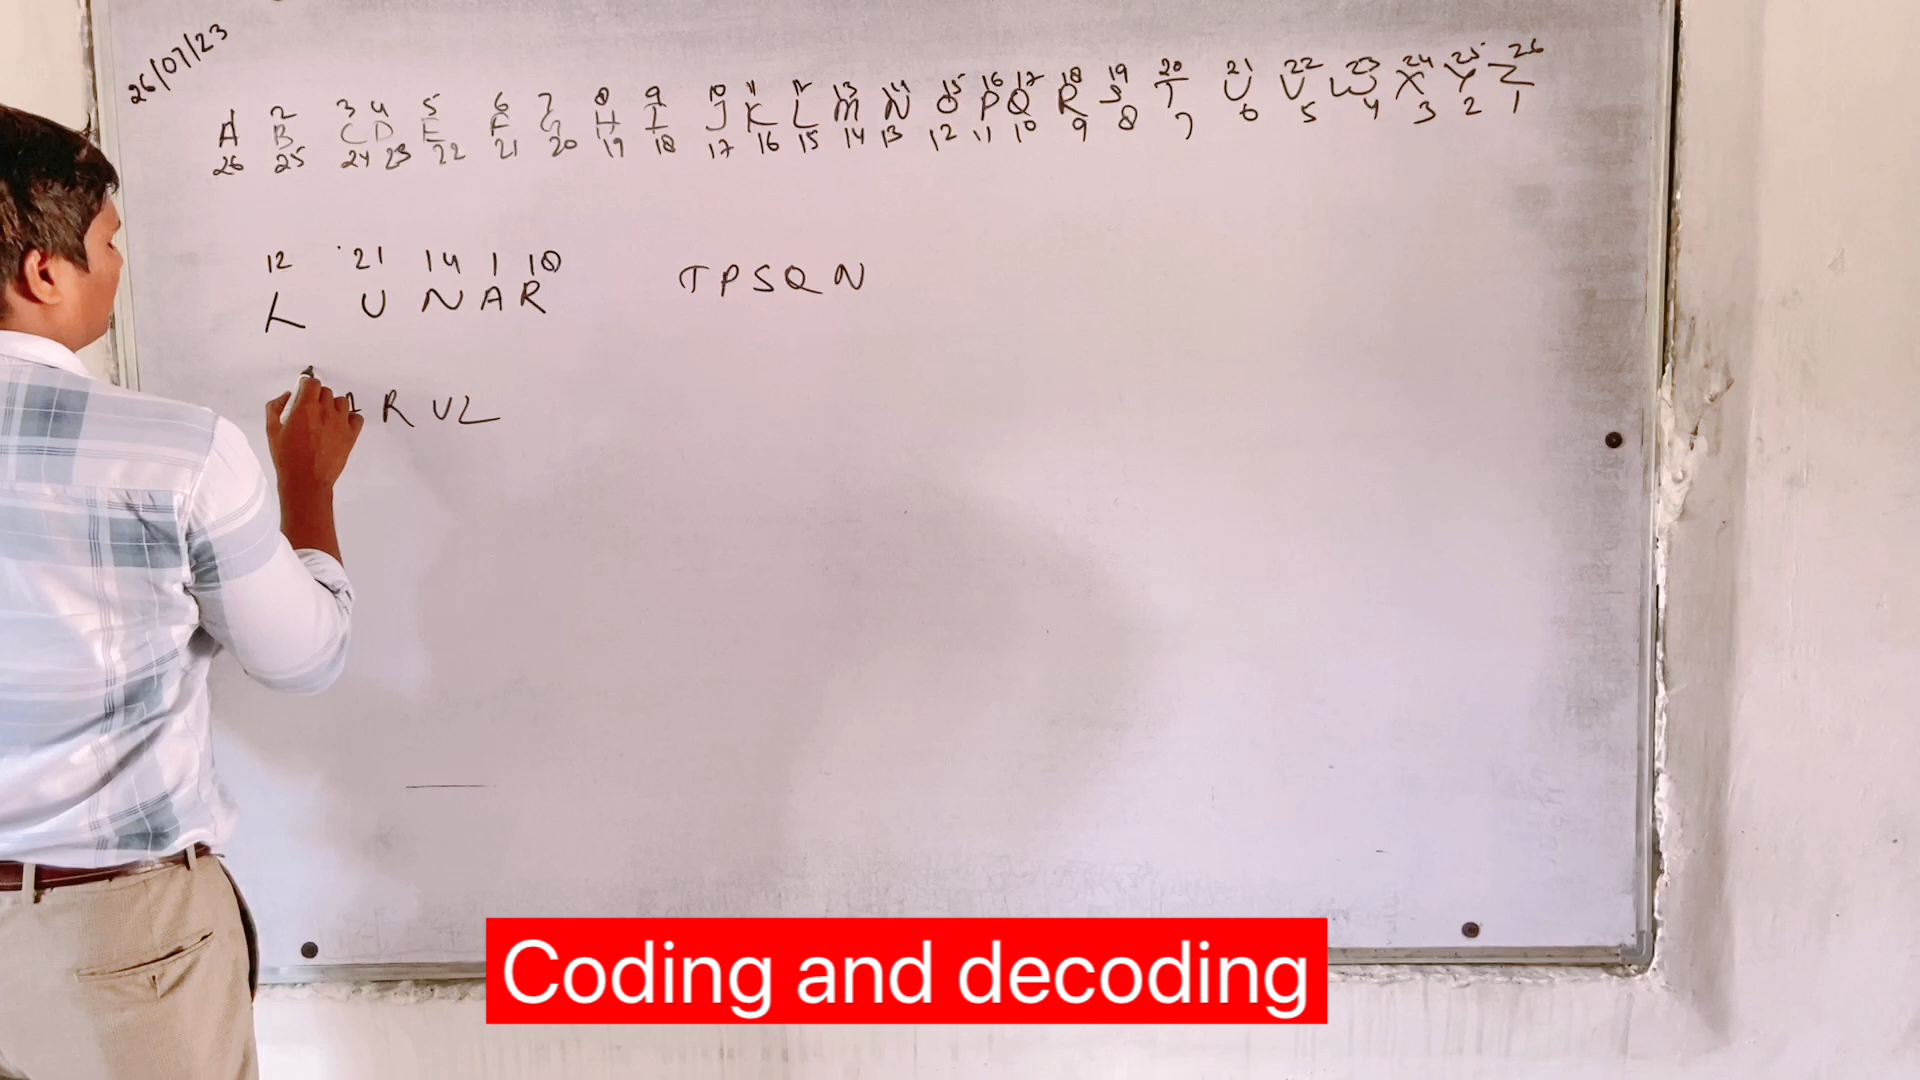 26/07/23
1 2 3 4 5 6 7 8 9 10 11 12 13 14 15 16 17 18 19 20 21 22 23 24 25 26
A B C D E F G H I J K L M N O P Q R S T U V W X Y Z
26 25 24 23 22 21 20 19 18 17 16 15 14 13 12 11 10 9 8 7 6 5 4 3 2 1
12 21 14 1 18
L U N A R TPSQN
R U L
Coding and decoding